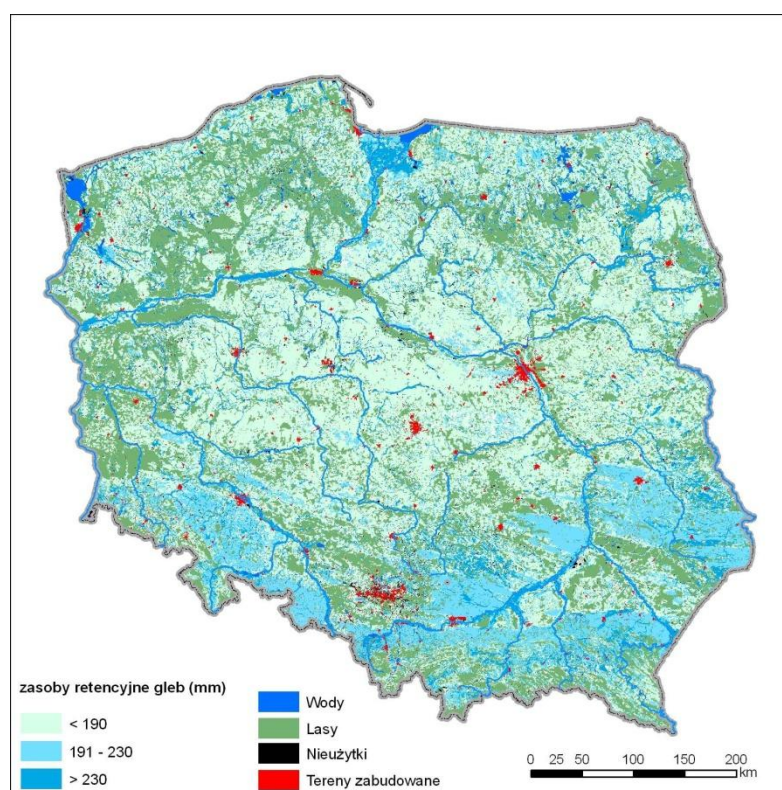 zasoby retencyjne gleb (mm)
< 190
191 - 230
> 230
Wody
Lasy
Nieużytki
Tereny zabudowane
0 25 50 100 150 200
km